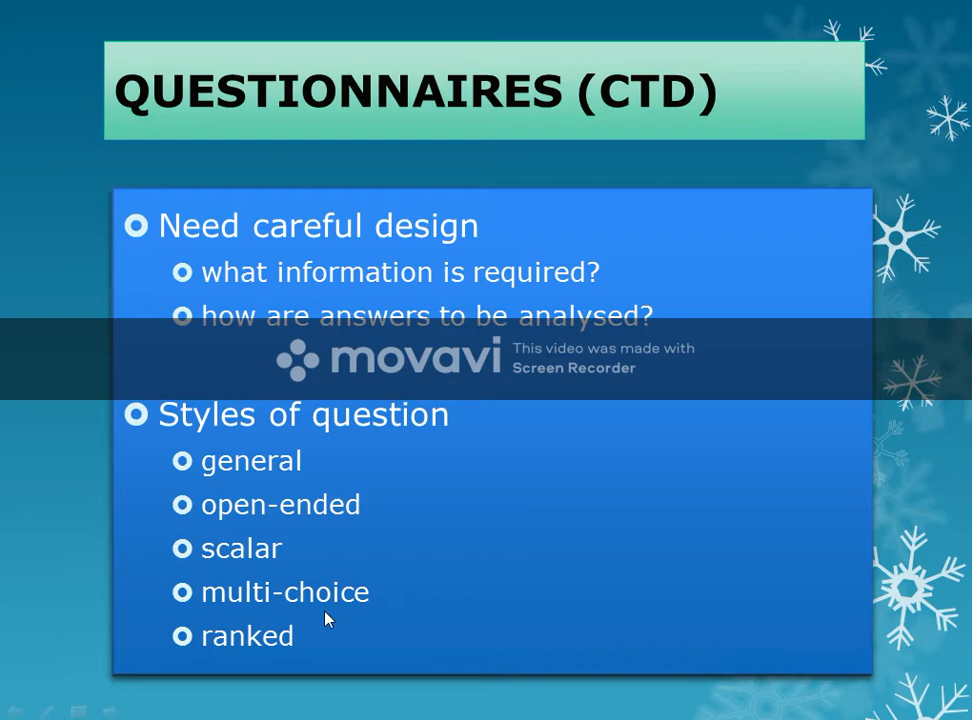 QUESTIONNAIRES (CTD)
Need careful design
what information is required?
how are answers to be analysed?
movavi
This video was made with
Screen Recorder
Styles of question
general
open-ended
scalar
multi-choice
ranked